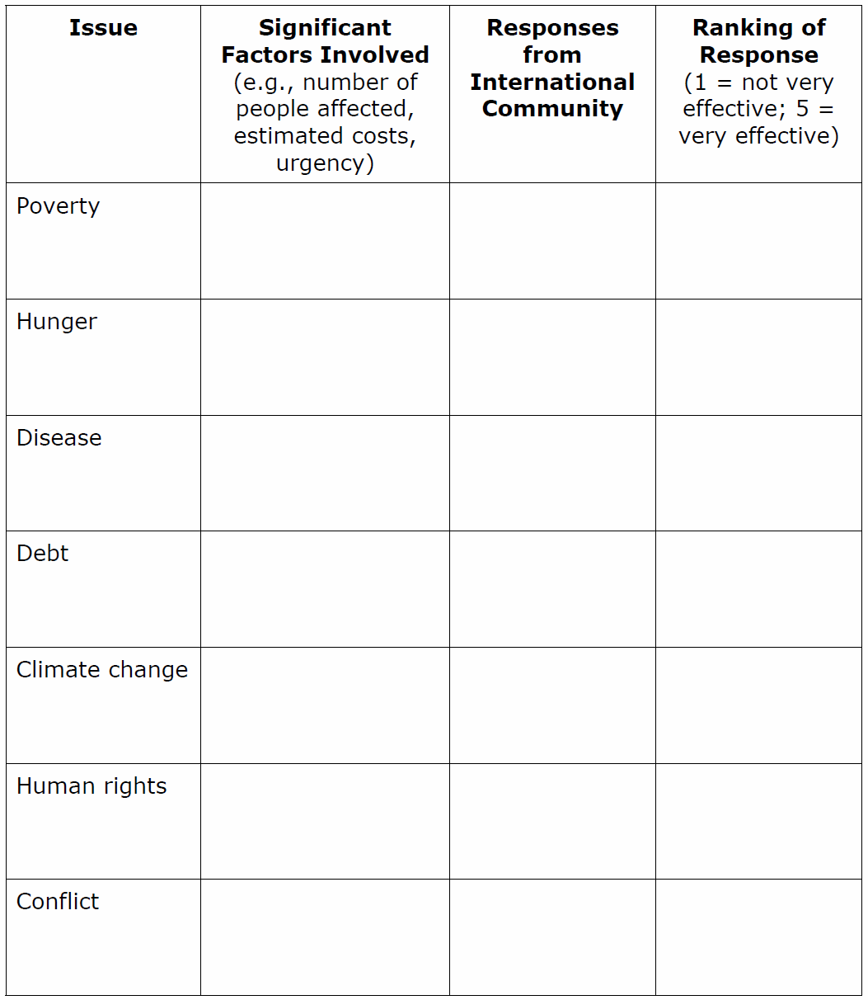 Issue
Significant
Factors Involved
(e.g., number of
people affected,
estimated costs,
urgency)
Responses
from
International
Community
Ranking of
Response
(1 = not very
effective; 5 =
very effective)
Poverty
Hunger
Disease
Debt
Climate change
Human rights
Conflict